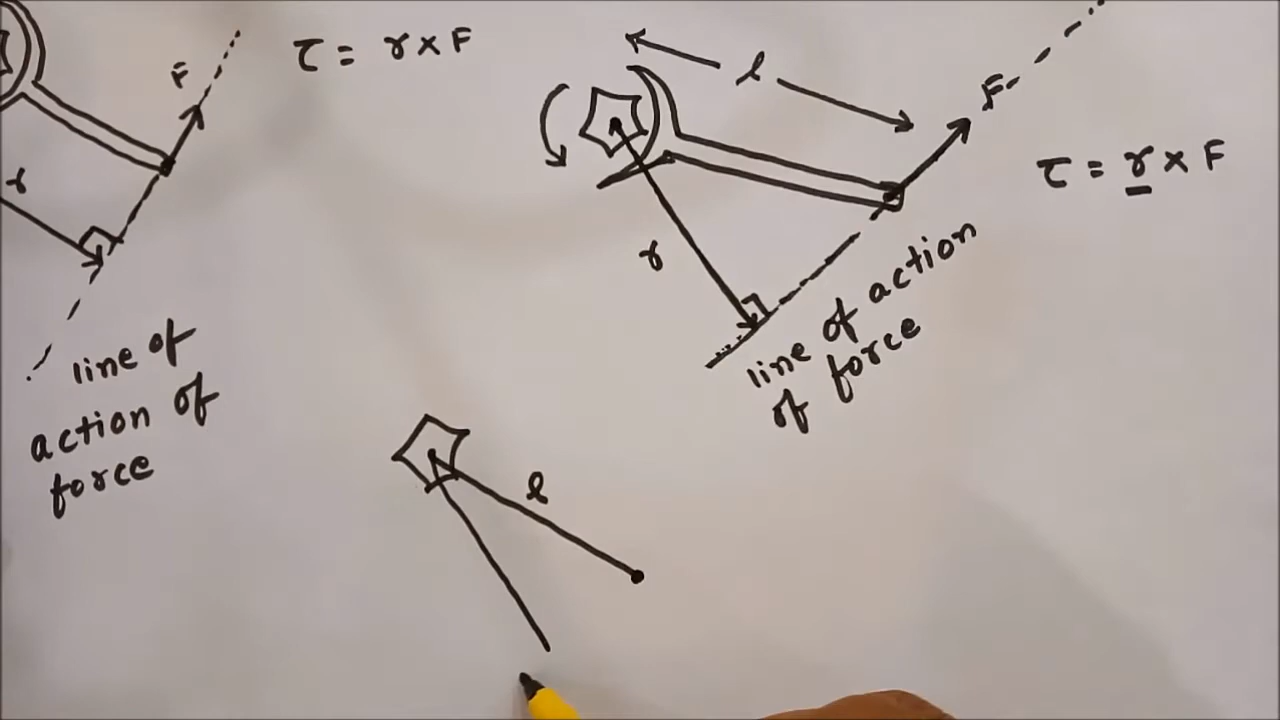 F
τ = r × F
r
line of
action of
force
l
F
τ = r × F
r
line of action
of force
l